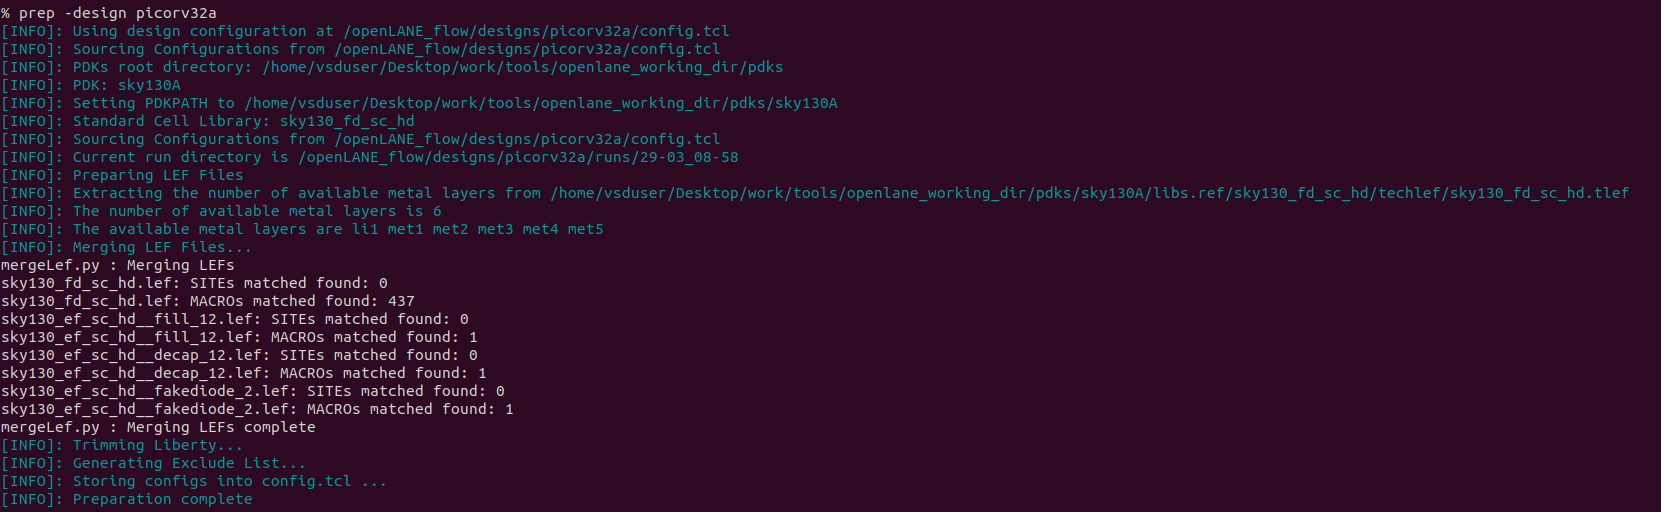 % prep -design picorv32a
[INFO]: Using design configuration at /openLANE_flow/designs/picorv32a/config.tcl
[INFO]: Sourcing Configurations from /openLANE_flow/designs/picorv32a/config.tcl
[INFO]: PDKs root directory: /home/vsduser/Desktop/work/tools/openlane_working_dir/pdks
[INFO]: PDK: sky130A
[INFO]: Setting PDKPATH to /home/vsduser/Desktop/work/tools/openlane_working_dir/pdks/sky130A
[INFO]: Standard Cell Library: sky130_fd_sc_hd
[INFO]: Sourcing Configurations from /openLANE_flow/designs/picorv32a/config.tcl
[INFO]: Current run directory is /openLANE_flow/designs/picorv32a/runs/29-03_08-58
[INFO]: Preparing LEF Files
[INFO]: Extracting the number of available metal layers from /home/vsduser/Desktop/work/tools/openlane_working_dir/pdks/sky130A/libs.ref/sky130_fd_sc_hd/techlef/sky130_fd_sc_hd.tlef
[INFO]: The number of available metal layers is 6
[INFO]: The available metal layers are li1 met1 met2 met3 met4 met5
[INFO]: Merging LEF Files...
mergeLef.py : Merging LEFs
sky130_fd_sc_hd.lef: SITEs matched found: 0
sky130_fd_sc_hd.lef: MACROs matched found: 437
sky130_ef_sc_hd__fill_12.lef: SITEs matched found: 0
sky130_ef_sc_hd__fill_12.lef: MACROs matched found: 1
sky130_ef_sc_hd__decap_12.lef: SITEs matched found: 0
sky130_ef_sc_hd__decap_12.lef: MACROs matched found: 1
sky130_ef_sc_hd__fakediode_2.lef: SITEs matched found: 0
sky130_ef_sc_hd__fakediode_2.lef: MACROs matched found: 1
mergeLef.py : Merging LEFs complete
[INFO]: Trimming Liberty...
[INFO]: Generating Exclude List...
[INFO]: Storing configs into config.tcl ...
[INFO]: Preparation complete